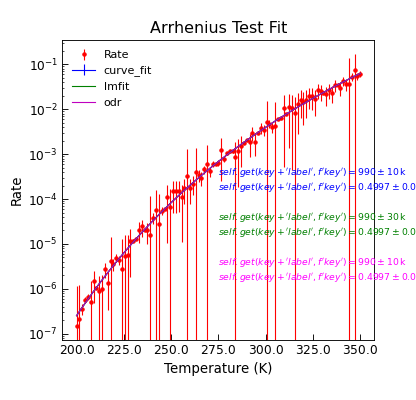 Arrhenius Test Fit
Rate
curve_fit
lmfit
odr
10⁻¹
10⁻²
10⁻³
10⁻⁴
10⁻⁵
10⁻⁶
10⁻⁷
Rate
self.get(key+'label', f'key') = 990 ± 10 k
self.get(key+'label', f'key') = 0.4997 ± 0.0
self.get(key+'label', f'key') = 990 ± 30 k
self.get(key+'label', f'key') = 0.4997 ± 0.0
self.get(key+'label', f'key') = 990 ± 10 k
self.get(key+'label', f'key') = 0.4997 ± 0.0
200.0 225.0 250.0 275.0 300.0 325.0 350.0
Temperature (K)